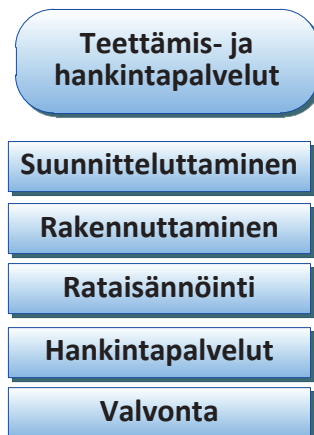 Teettämis- ja
hankintapalvelut
Suunnitteluttaminen
Rakennuttaminen
Rataisännöinti
Hankintapalvelut
Valvonta